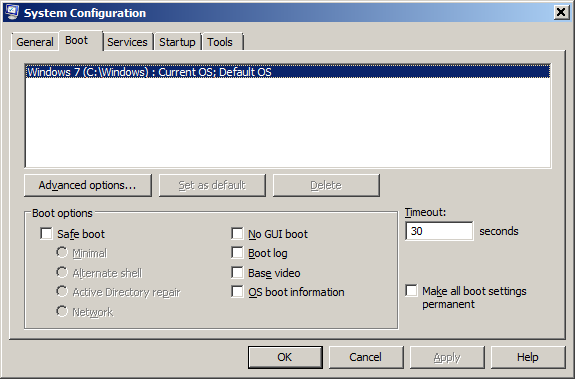 System Configuration
General Boot Services Startup Tools
Windows 7 (C:\Windows) : Current OS; Default OS
Advanced options... Set as default Delete
Boot options
Safe boot
Minimal
Alternate shell
Active Directory repair
Network
No GUI boot
Boot log
Base video
OS boot information
Timeout:
30 seconds
Make all boot settings
permanent
OK Cancel Apply Help